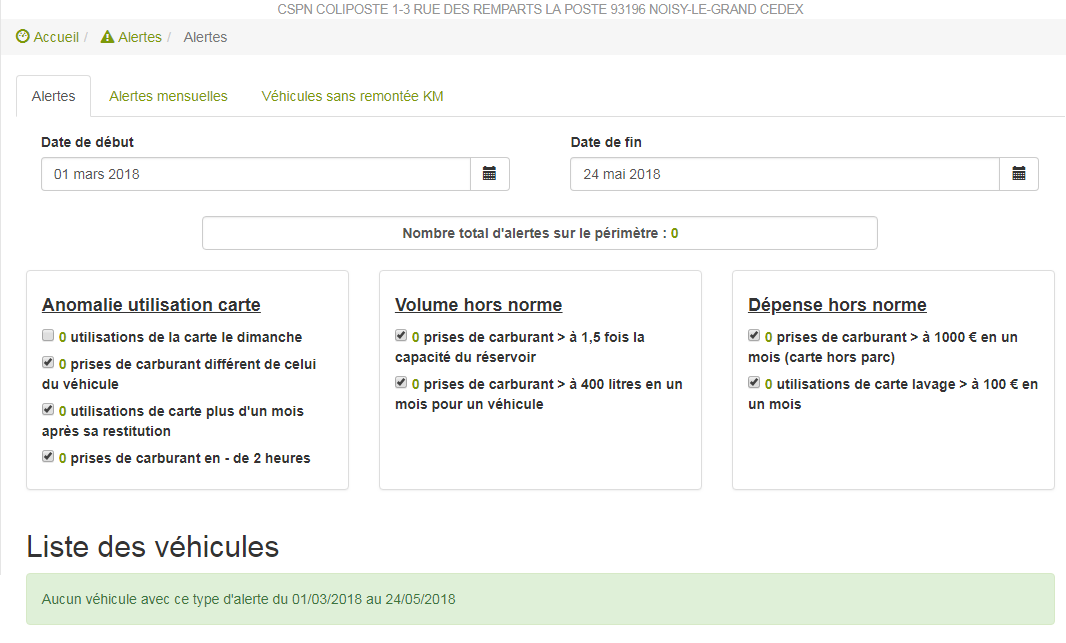 CSPN COLIPOSTE 1-3 RUE DES REMPARTS LA POSTE 93196 NOISY-LE-GRAND CEDEX
Accueil / Alertes / Alertes
Alertes Alertes mensuelles Véhicules sans remontée KM
Date de début Date de fin
01 mars 2018 24 mai 2018
Nombre total d'alertes sur le périmètre : 0
Anomalie utilisation carte
0 utilisations de la carte le dimanche
0 prises de carburant différent de celui
du véhicule
0 utilisations de carte plus d'un mois
après sa restitution
0 prises de carburant en - de 2 heures
Volume hors norme
0 prises de carburant > à 1,5 fois la
capacité du réservoir
0 prises de carburant > à 400 litres en un
mois pour un véhicule
Dépense hors norme
0 prises de carburant > à 1000 € en un
mois (carte hors parc)
0 utilisations de carte lavage > à 100 € en
un mois
Liste des véhicules
Aucun véhicule avec ce type d'alerte du 01/03/2018 au 24/05/2018